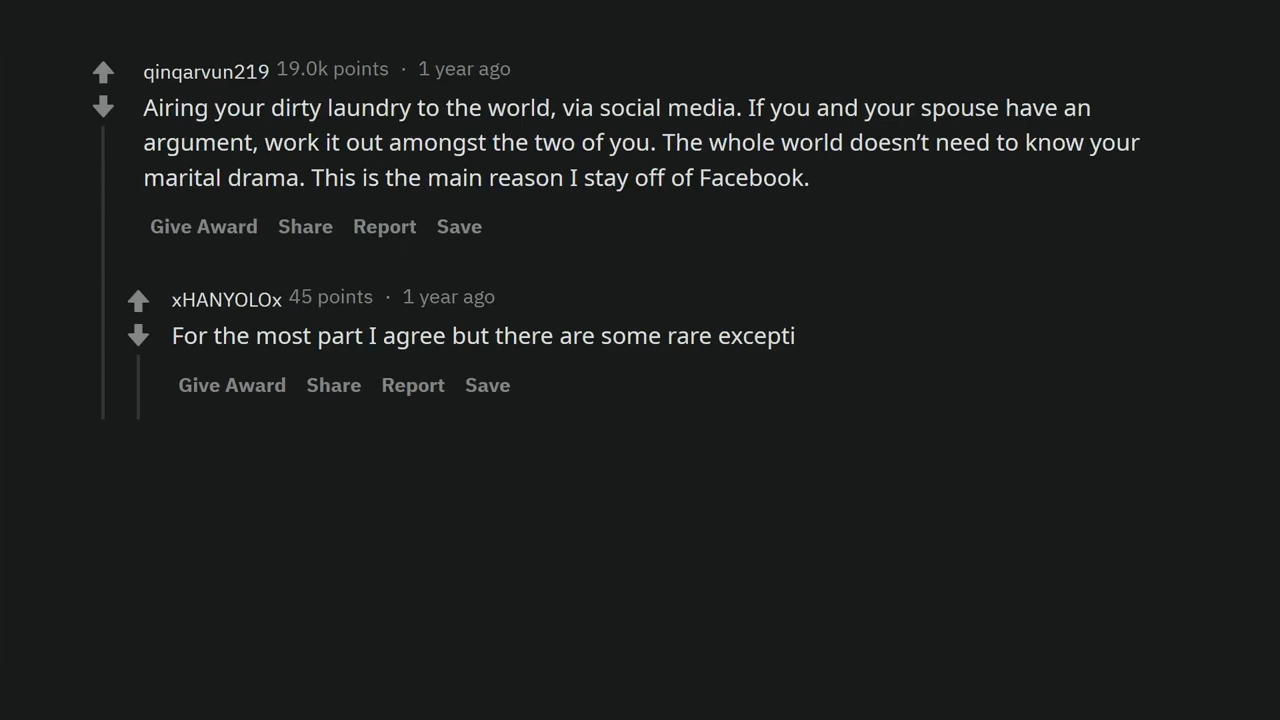 qinqarvun219 19.0k points · 1 year ago
Airing your dirty laundry to the world, via social media. If you and your spouse have an
argument, work it out amongst the two of you. The whole world doesn’t need to know your
marital drama. This is the main reason I stay off of Facebook.
Give Award Share Report Save
xHANYOLOx 45 points · 1 year ago
For the most part I agree but there are some rare excepti
Give Award Share Report Save